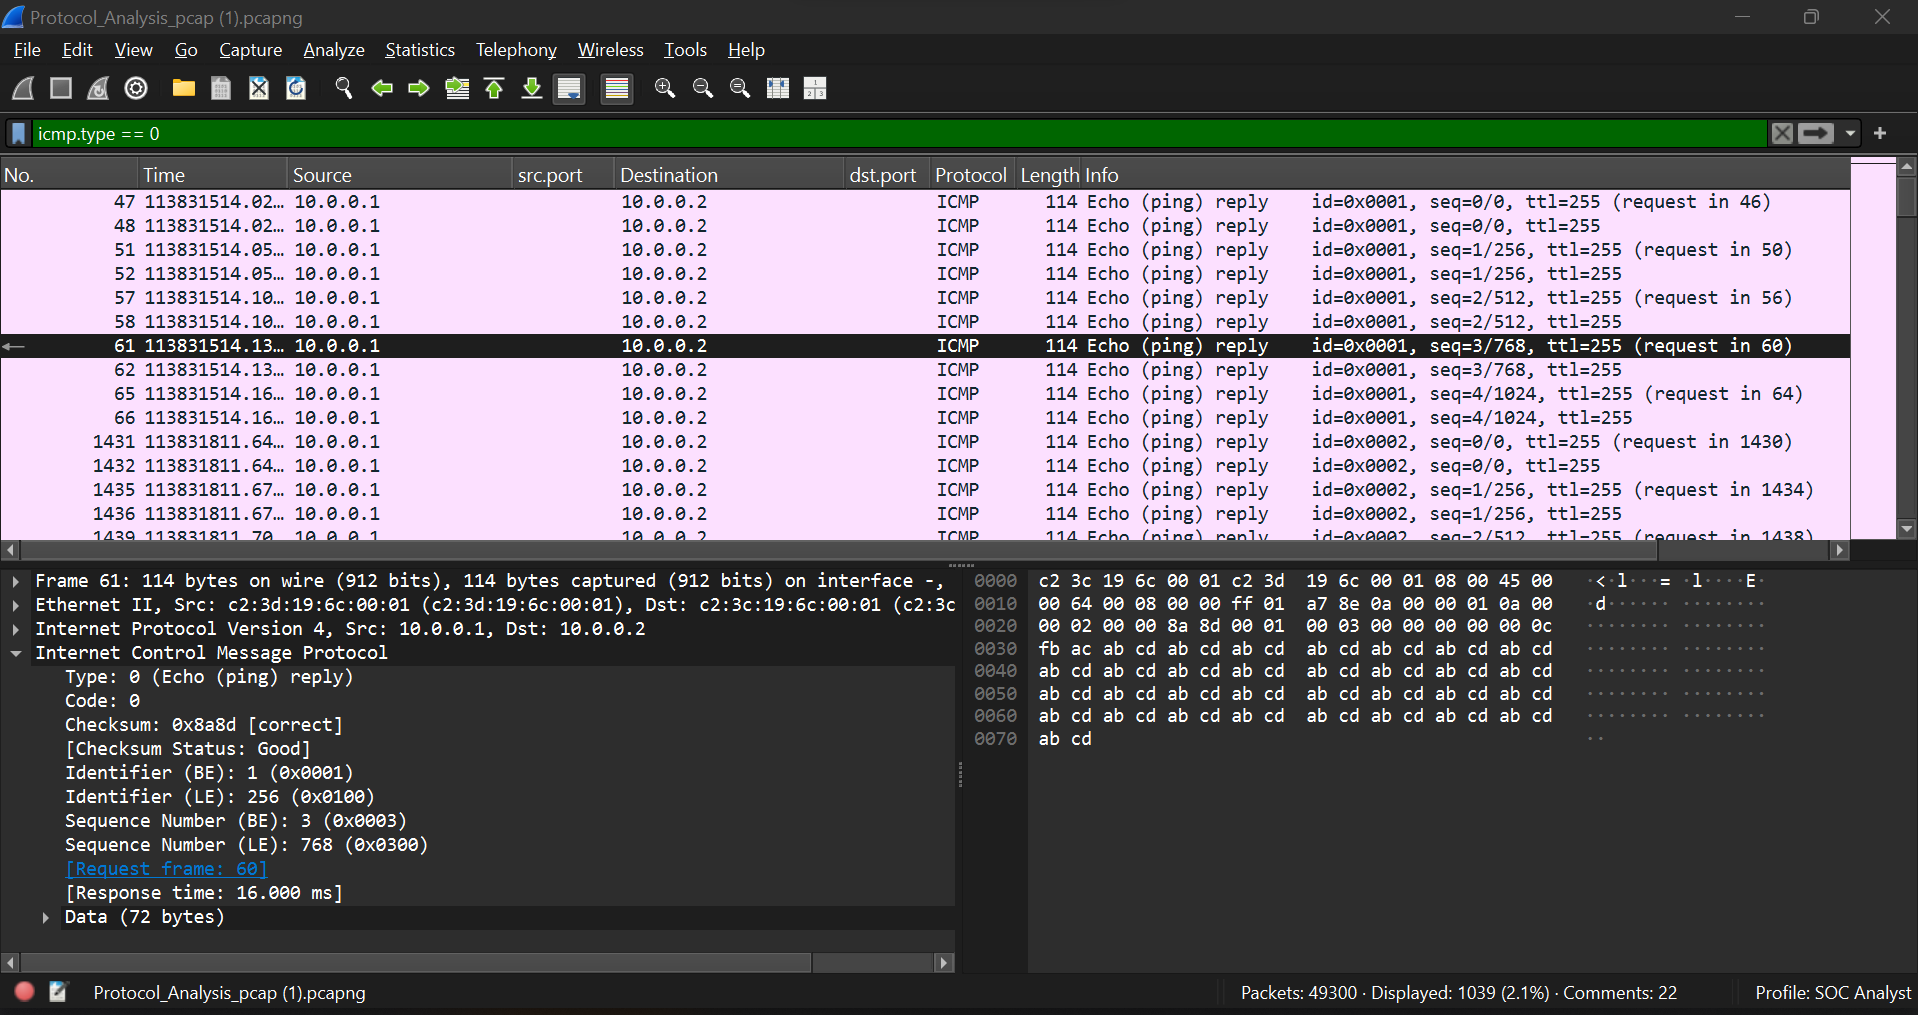 Protocol_Analysis_pcap (1).pcapng
File Edit View Go Capture Analyze Statistics Telephony Wireless Tools Help
icmp.type == 0
No. Time Source src.port Destination dst.port Protocol Length Info
47 113831514.02… 10.0.0.1 10.0.0.2 ICMP 114 Echo (ping) reply id=0x0001, seq=0/0, ttl=255 (request in 46)
48 113831514.02… 10.0.0.1 10.0.0.2 ICMP 114 Echo (ping) reply id=0x0001, seq=0/0, ttl=255
51 113831514.05… 10.0.0.1 10.0.0.2 ICMP 114 Echo (ping) reply id=0x0001, seq=1/256, ttl=255 (request in 50)
52 113831514.05… 10.0.0.1 10.0.0.2 ICMP 114 Echo (ping) reply id=0x0001, seq=1/256, ttl=255
57 113831514.10… 10.0.0.1 10.0.0.2 ICMP 114 Echo (ping) reply id=0x0001, seq=2/512, ttl=255 (request in 56)
58 113831514.10… 10.0.0.1 10.0.0.2 ICMP 114 Echo (ping) reply id=0x0001, seq=2/512, ttl=255
61 113831514.13… 10.0.0.1 10.0.0.2 ICMP 114 Echo (ping) reply id=0x0001, seq=3/768, ttl=255 (request in 60)
62 113831514.13… 10.0.0.1 10.0.0.2 ICMP 114 Echo (ping) reply id=0x0001, seq=3/768, ttl=255
65 113831514.16… 10.0.0.1 10.0.0.2 ICMP 114 Echo (ping) reply id=0x0001, seq=4/1024, ttl=255 (request in 64)
66 113831514.16… 10.0.0.1 10.0.0.2 ICMP 114 Echo (ping) reply id=0x0001, seq=4/1024, ttl=255
1431 113831811.64… 10.0.0.1 10.0.0.2 ICMP 114 Echo (ping) reply id=0x0002, seq=0/0, ttl=255 (request in 1430)
1432 113831811.64… 10.0.0.1 10.0.0.2 ICMP 114 Echo (ping) reply id=0x0002, seq=0/0, ttl=255
1435 113831811.67… 10.0.0.1 10.0.0.2 ICMP 114 Echo (ping) reply id=0x0002, seq=1/256, ttl=255 (request in 1434)
1436 113831811.67… 10.0.0.1 10.0.0.2 ICMP 114 Echo (ping) reply id=0x0002, seq=1/256, ttl=255
1439 113831811.70… 10.0.0.1 10.0.0.2 ICMP 114 Echo (ping) reply id=0x0002, seq=2/512, ttl=255 (request in 1438)
Frame 61: 114 bytes on wire (912 bits), 114 bytes captured (912 bits) on interface -,
Ethernet II, Src: c2:3d:19:6c:00:01 (c2:3d:19:6c:00:01), Dst: c2:3c:19:6c:00:01 (c2:3c
Internet Protocol Version 4, Src: 10.0.0.1, Dst: 10.0.0.2
Internet Control Message Protocol
Type: 0 (Echo (ping) reply)
Code: 0
Checksum: 0x8a8d [correct]
[Checksum Status: Good]
Identifier (BE): 1 (0x0001)
Identifier (LE): 256 (0x0100)
Sequence Number (BE): 3 (0x0003)
Sequence Number (LE): 768 (0x0300)
[Request frame: 60]
[Response time: 16.000 ms]
Data (72 bytes)
0000 c2 3c 19 6c 00 01 c2 3d 19 6c 00 01 08 00 45 00 ·<·l···= ·l····E·
0010 00 64 00 08 00 00 ff 01 a7 8e 0a 00 00 01 0a 00 ·d······ ········
0020 00 02 00 00 8a 8d 00 01 00 03 00 00 00 00 00 0c ········ ········
0030 fb ac ab cd ab cd ab cd ab cd ab cd ab cd ab cd ········ ········
0040 ab cd ab cd ab cd ab cd ab cd ab cd ab cd ab cd ········ ········
0050 ab cd ab cd ab cd ab cd ab cd ab cd ab cd ab cd ········ ········
0060 ab cd ab cd ab cd ab cd ab cd ab cd ab cd ab cd ········ ········
0070 ab cd ··
Protocol_Analysis_pcap (1).pcapng
Packets: 49300 · Displayed: 1039 (2.1%) · Comments: 22
Profile: SOC Analyst